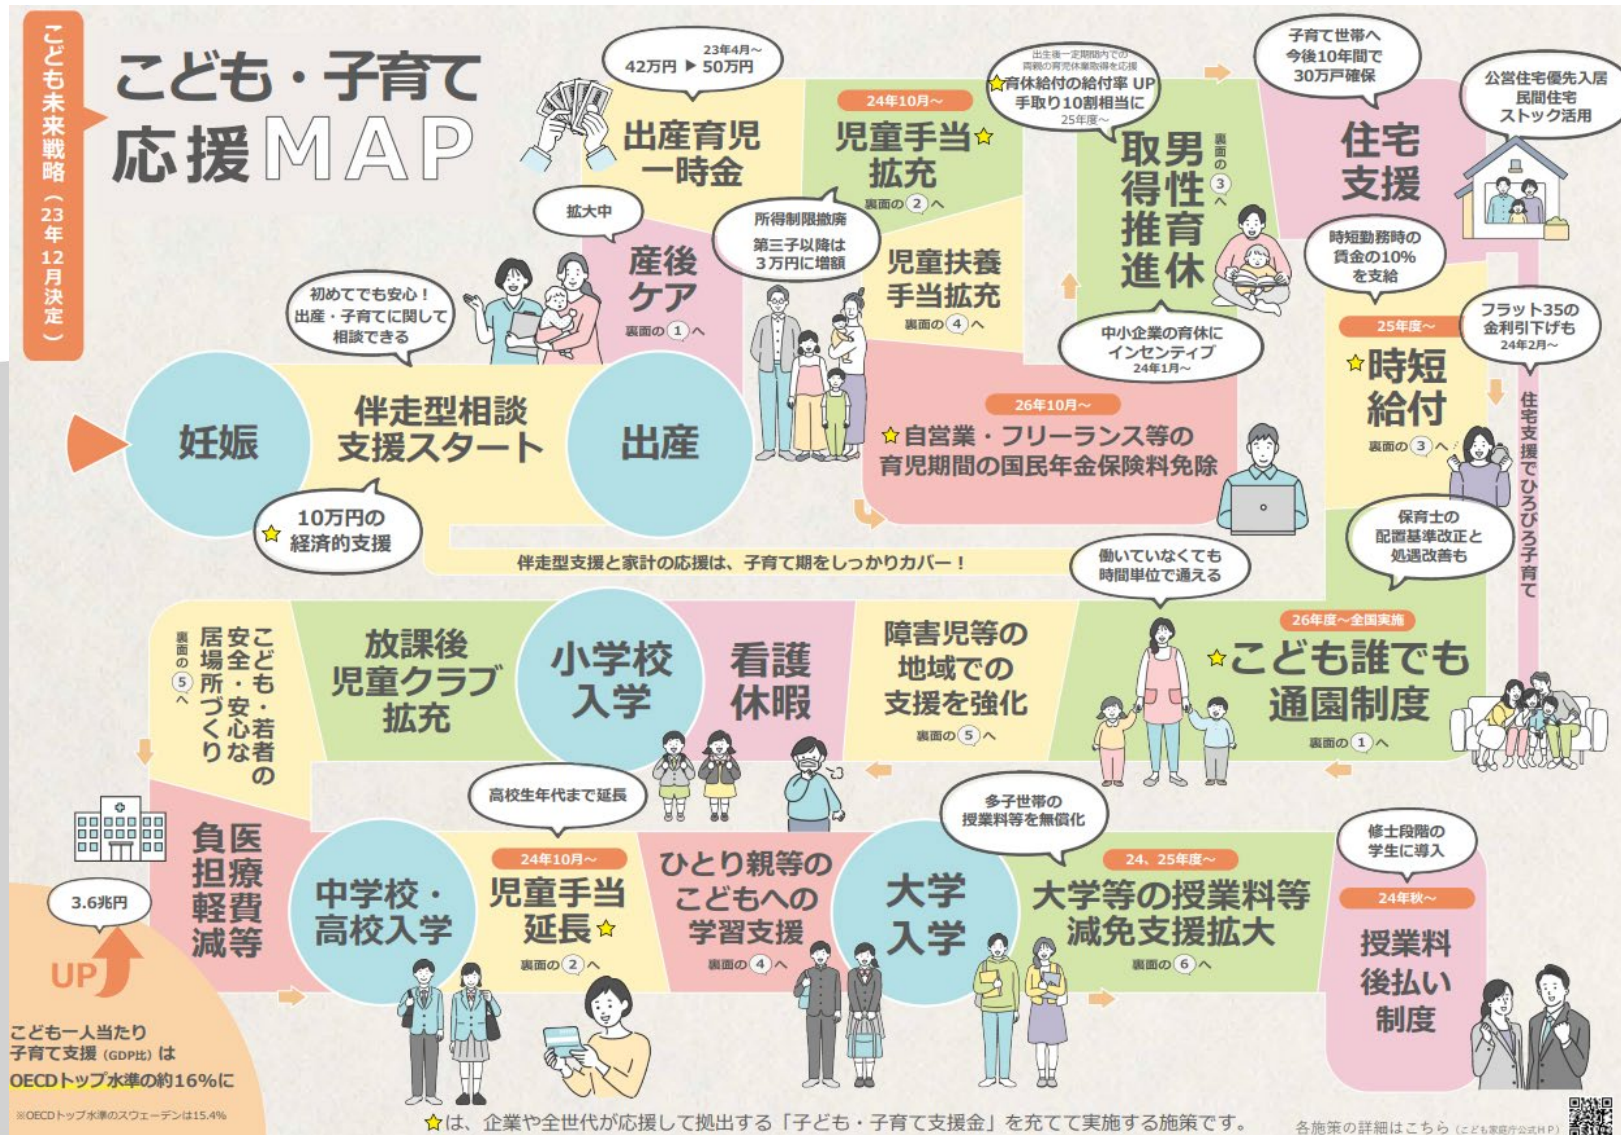 こども未来戦略（23年12月決定）
こども・子育て
応援MAP
23年4月～
42万円 ▶ 50万円
出産育児
一時金
24年10月～
児童手当☆
拡充
裏面の②へ
出生後一定期間内での
両親の育児休業取得を応援
☆育休給付の給付率 UP
手取り10割相当に
25年度～
男性育休
取得推進
裏面の③へ
子育て世帯へ
今後10年間で
30万戸確保
住宅
支援
公営住宅優先入居
民間住宅
ストック活用
拡大中
産後
ケア
裏面の①へ
所得制限撤廃
第三子以降は
３万円に増額
児童扶養
手当拡充
裏面の④へ
中小企業の育休に
インセンティブ
24年1月～
時短勤務時の
賃金の10%
を支給
25年度～
☆時短
給付
裏面の③へ
フラット35の
金利引下げも
24年2月～
住宅支援でひろびろ子育て
初めてでも安心！
出産・子育てに関して
相談できる
妊娠
伴走型相談
支援スタート
出産
☆10万円の
経済的支援
26年10月～
☆自営業・フリーランス等の
育児期間の国民年金保険料免除
伴走型支援と家計の応援は、子育て期をしっかりカバー！
働いていなくても
時間単位で通える
保育士の
配置基準改正と
処遇改善も
26年度～全国実施
☆こども誰でも
通園制度
裏面の①へ
障害児等の
地域での
支援を強化
裏面の⑤へ
看護
休暇
小学校
入学
放課後
児童クラブ
拡充
こども・若者の
安全・安心な
居場所づくり
裏面の⑤へ
医療費等
負担軽減
中学校・
高校入学
高校生年代まで延長
24年10月～
児童手当
延長☆
裏面の②へ
ひとり親等の
こどもへの
学習支援
裏面の④へ
大学
入学
多子世帯の
授業料等を無償化
24、25年度～
大学等の授業料等
減免支援拡大
裏面の⑥へ
修士段階の
学生に導入
24年秋～
授業料
後払い
制度
3.6兆円
UP
こども一人当たり
子育て支援（GDP比）は
OECDトップ水準の約16%に
※OECDトップ水準のスウェーデンは15.4%
☆は、企業や全世代が応援して拠出する「子ども・子育て支援金」を充てて実施する施策です。
各施策の詳細はこちら（こども家庭庁公式ＨＰ）